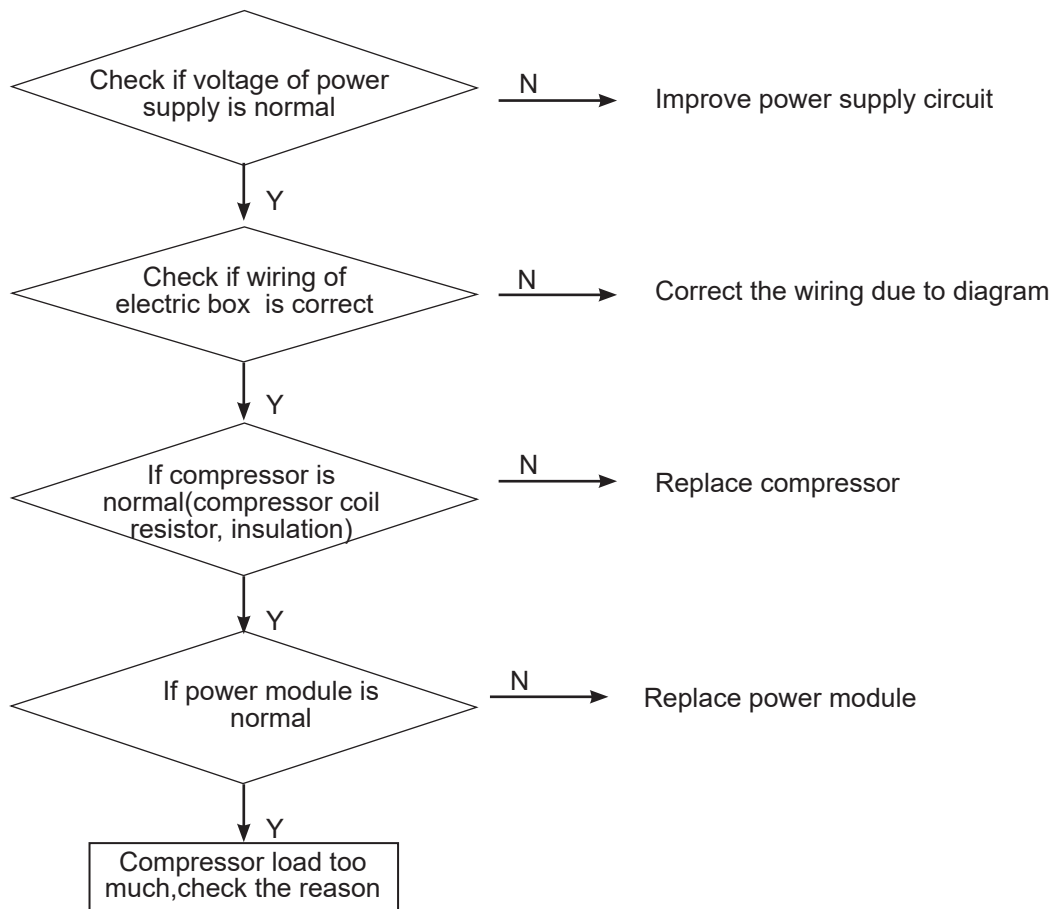 Check if voltage of power
supply is normal
N
Improve power supply circuit
Y
Check if wiring of
electric box  is correct
N
Correct the wiring due to diagram
Y
If compressor is
normal(compressor coil
resistor, insulation)
N
Replace compressor
Y
If power module is
normal
N
Replace power module
Y
Compressor load too
much,check the reason